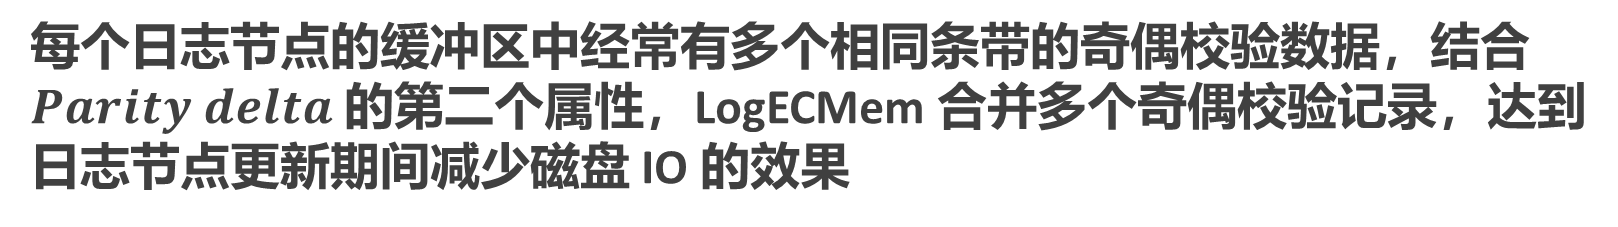 每个日志节点的缓冲区中经常有多个相同条带的奇偶校验数据，结合
Parity delta 的第二个属性，LogECMem 合并多个奇偶校验记录，达到
日志节点更新期间减少磁盘 IO 的效果